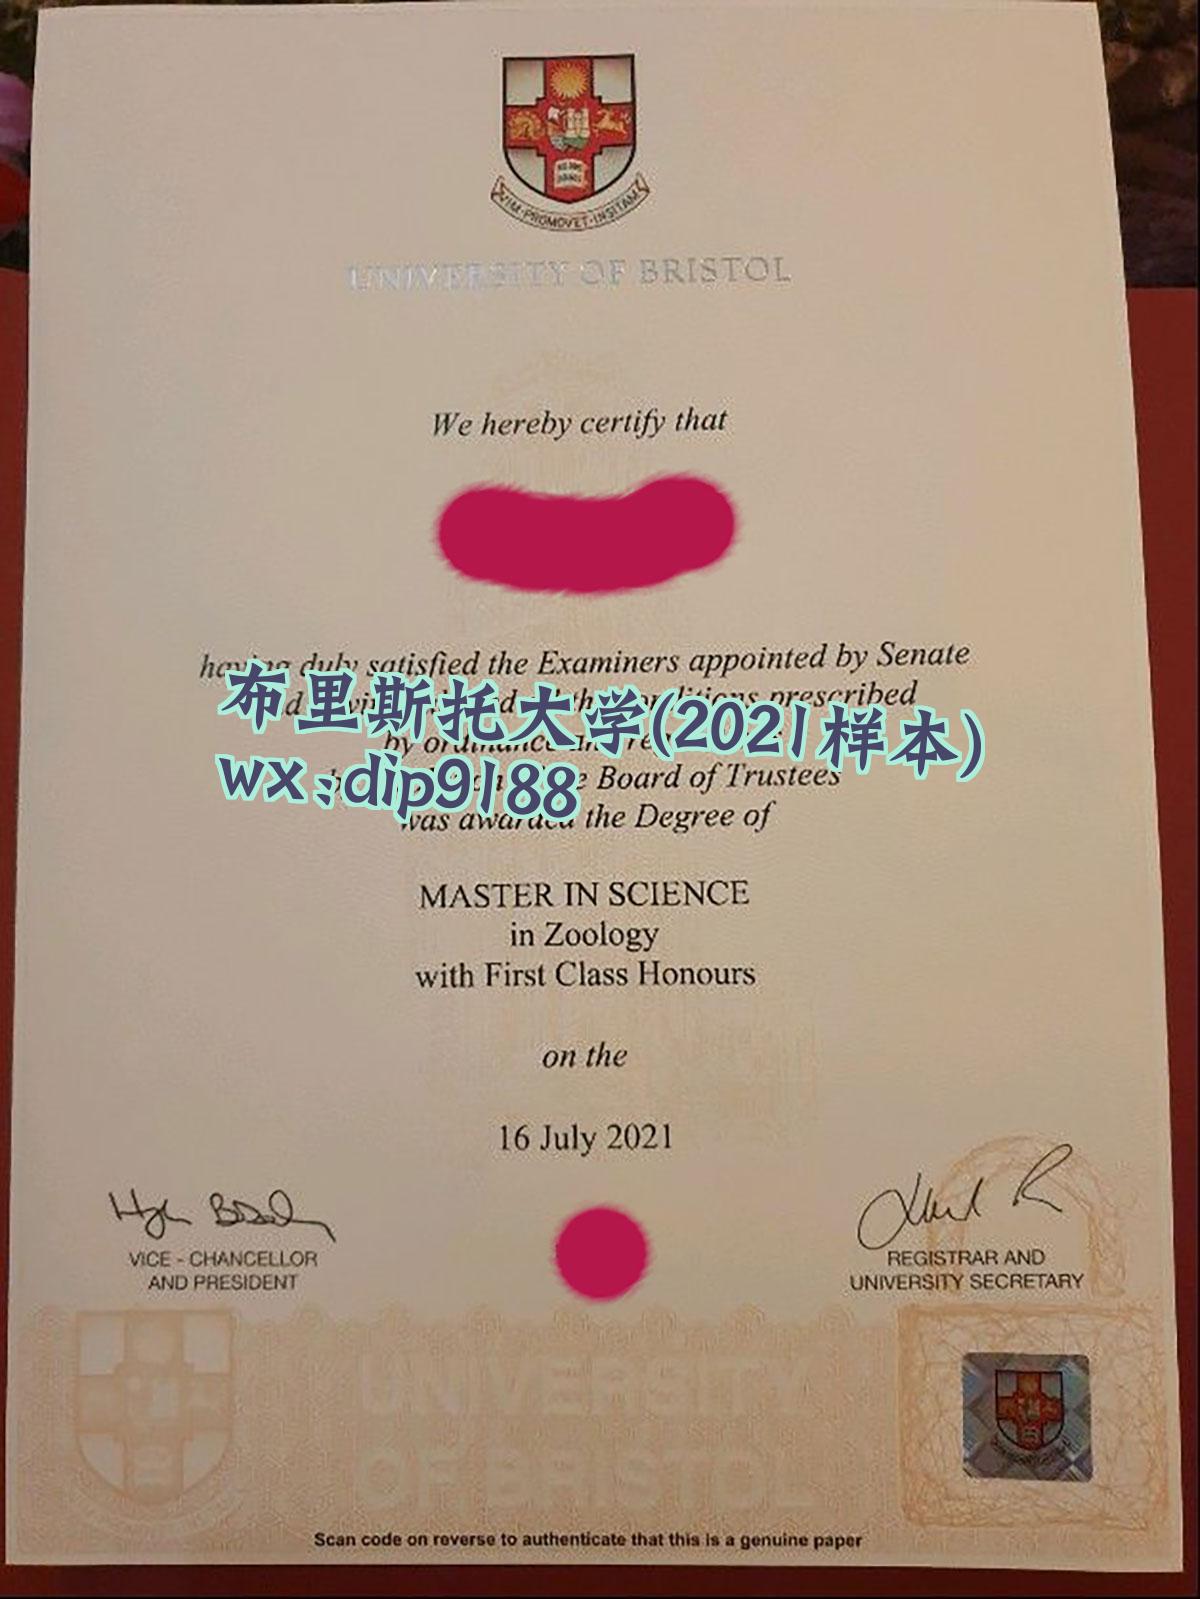 VIM·PROMOVET·INSITAM
UNIVERSITY OF BRISTOL
We hereby certify that
having duly satisfied the Examiners appointed by Senate
prescribed
布里斯托大学(2021样本)
by ordinance and
wx:dip9188
Board of Trustees
was awarded the Degree of
MASTER IN SCIENCE
in Zoology
with First Class Honours
on the
16 July 2021
VICE - CHANCELLOR
AND PRESIDENT
REGISTRAR AND
UNIVERSITY SECRETARY
UNIVERSITY
OF BRISTOL
Scan code on reverse to authenticate that this is a genuine paper